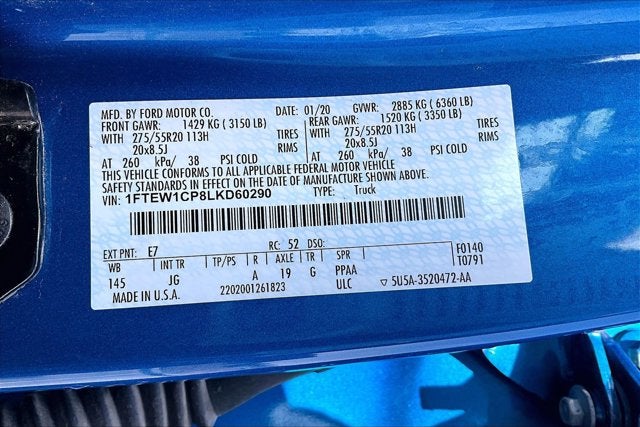 MFD. BY FORD MOTOR CO. DATE: 01/20 GVWR: 2885 KG ( 6360 LB)
FRONT GAWR: 1429 KG ( 3150 LB) REAR GAWR: 1520 KG ( 3350 LB)
WITH 275/55R20 113H TIRES WITH 275/55R20 113H TIRES
20x8.5J RIMS 20x8.5J RIMS
AT 260 kPa/ 38 PSI COLD AT 260 kPa/ 38 PSI COLD
THIS VEHICLE CONFORMS TO ALL APPLICABLE FEDERAL MOTOR VEHICLE
SAFETY STANDARDS IN EFFECT ON THE DATE OF MANUFACTURE SHOWN ABOVE.
VIN: 1FTEW1CP8LKD60290 TYPE: Truck
EXT PNT: E7 RC: 52 DSO:
WB INT TR TP/PS R AXLE TR SPR F0140
145 JG A 19 G PPAA T0791
MADE IN U.S.A. 2202001261823 ULC ▽ 5U5A-3520472-AA